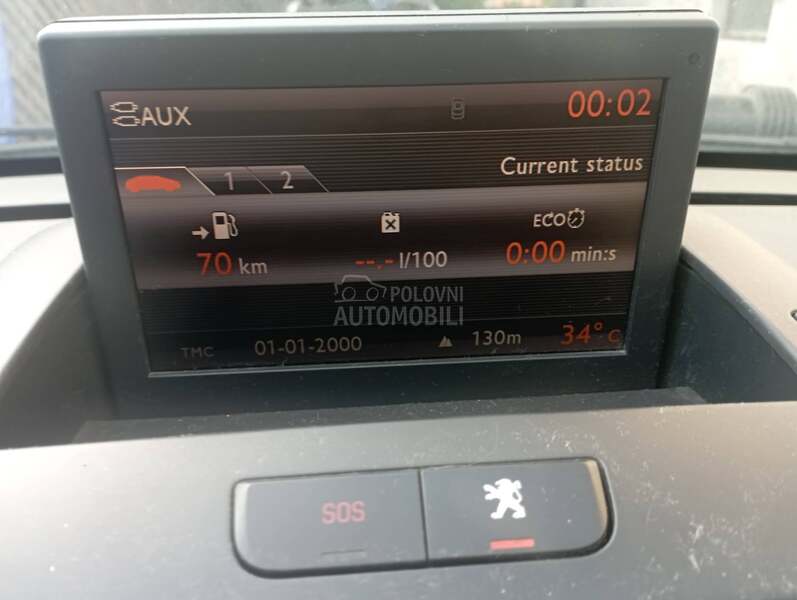 AUX
00:02
1 2
Current status
ECO
70 km
--.- l/100
0:00 min:s
POLOVNI
AUTOMOBILI
TMC 01-01-2000 130m 34° C
SOS